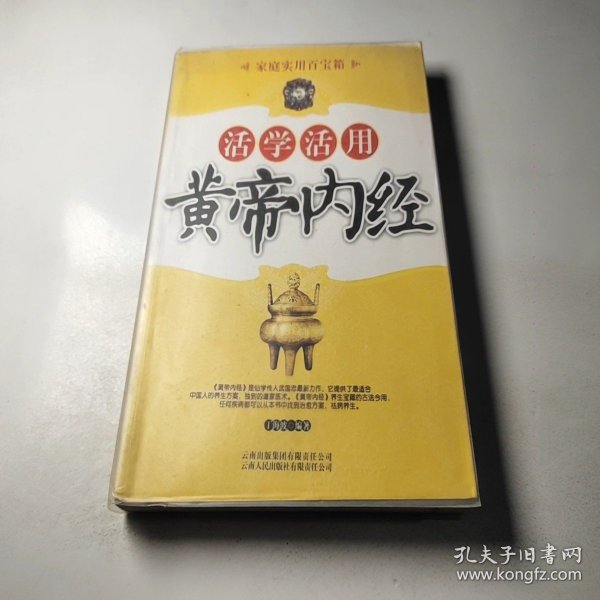 家庭实用百宝箱
活学活用
黄帝内经
《黄帝内经》是仙学传人武国忠最新力作，它提供了最适合
中国人的养生方案，独到的道家医术。《黄帝内经》养生宝藏的古法今用，
任何疾病都可以从本书中找到治愈方案，祛病养生。
编著
云南出版集团有限责任公司
云南人民出版社有限责任公司
孔夫子旧书网
www.kongfz.com